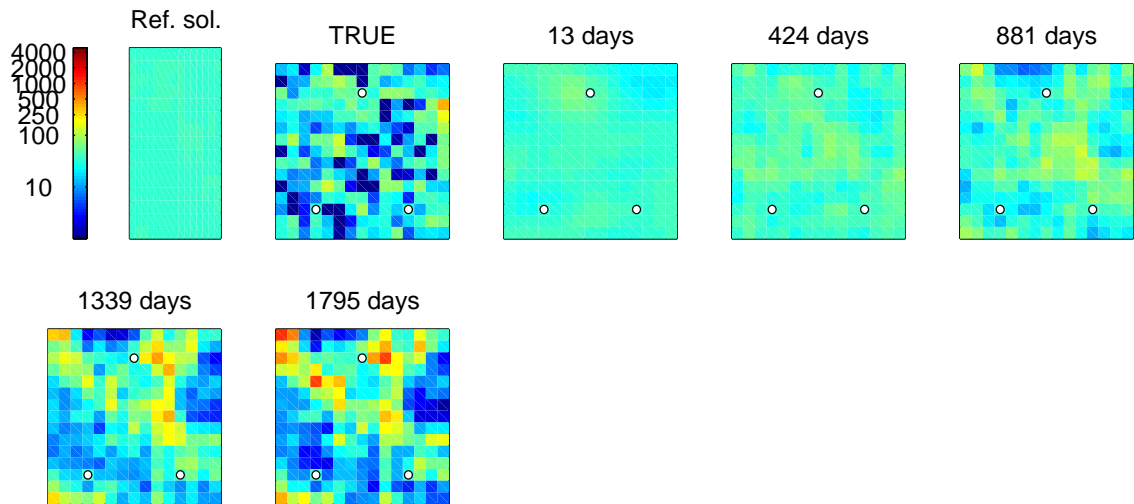 Ref. sol.
TRUE
13 days
424 days
881 days
4000
2000
1000
500
250
100
10
1339 days
1795 days